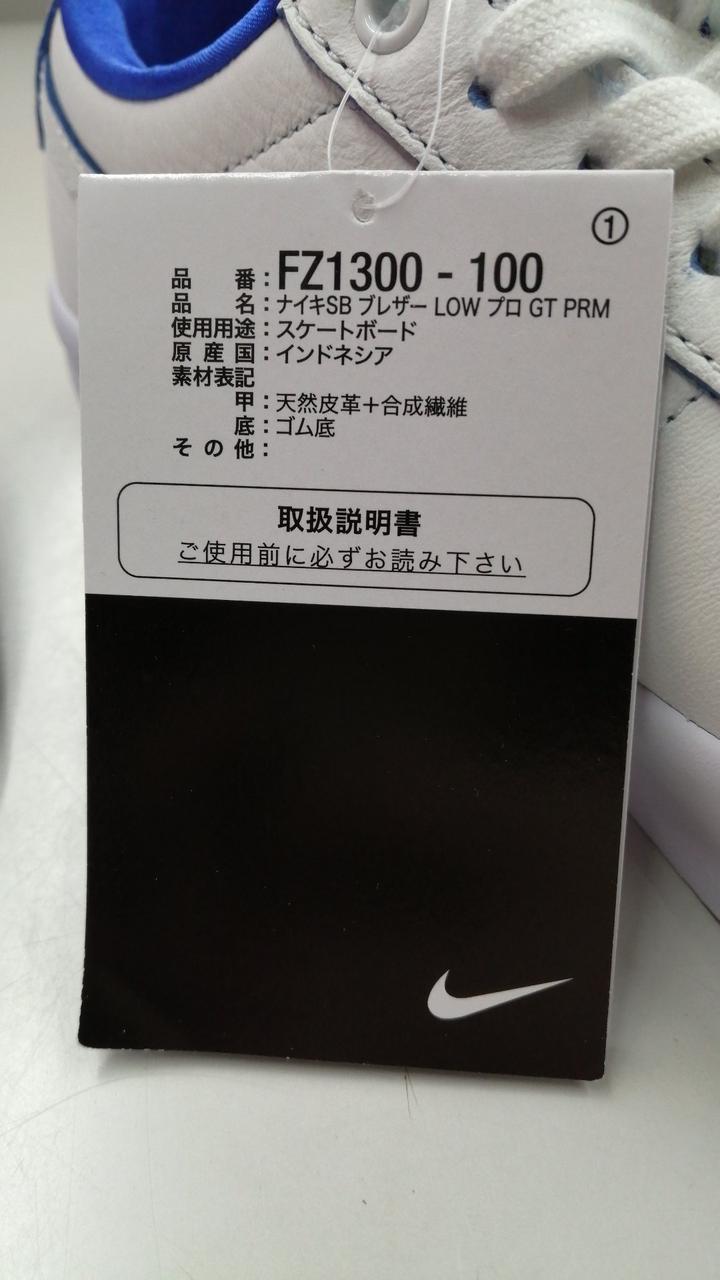 ①
品番：FZ1300 - 100
品名：ナイキSB ブレザー LOW プロ GT PRM
使用用途：スケートボード
原産国：インドネシア
素材表記
甲：天然皮革＋合成繊維
底：ゴム底
その他：
取扱説明書
ご使用前に必ずお読み下さい